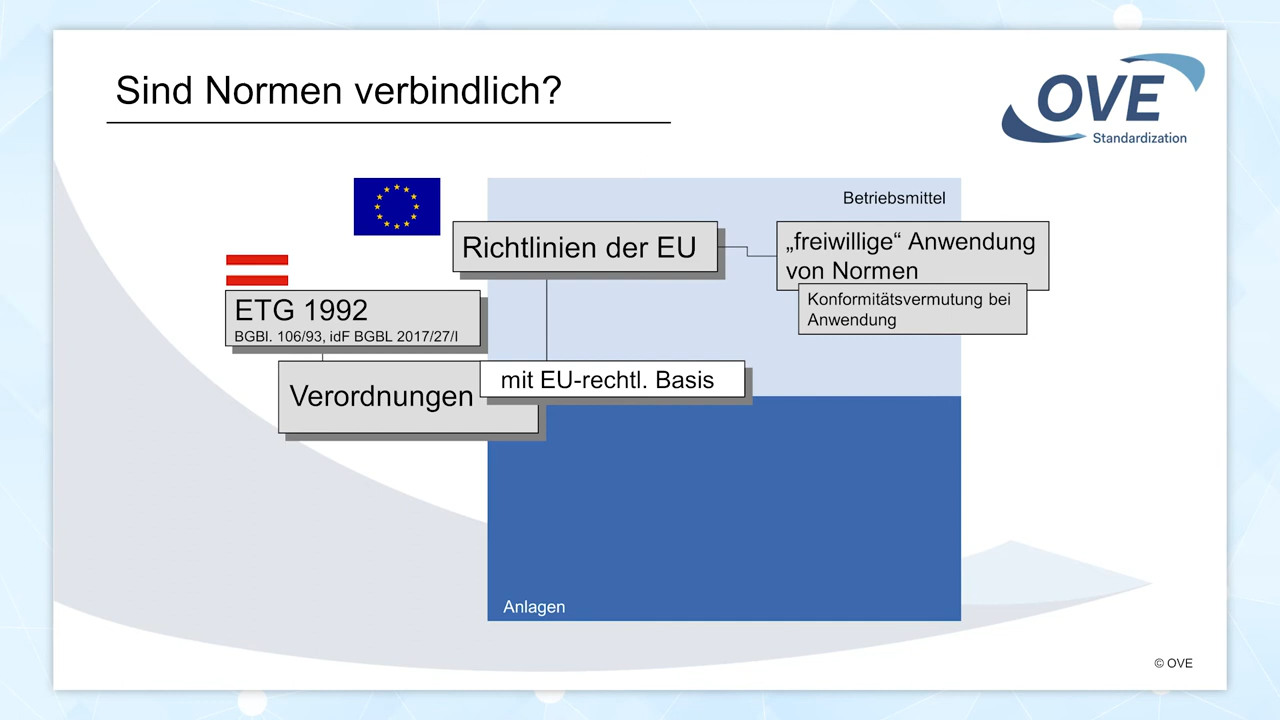 Sind Normen verbindlich?
OVE
Standardization
Betriebsmittel
Richtlinien der EU
„freiwillige“ Anwendung
von Normen
Konformitätsvermutung bei
Anwendung
ETG 1992
BGBl. 106/93, idF BGBL 2017/27/I
Verordnungen
mit EU-rechtl. Basis
Anlagen
© OVE